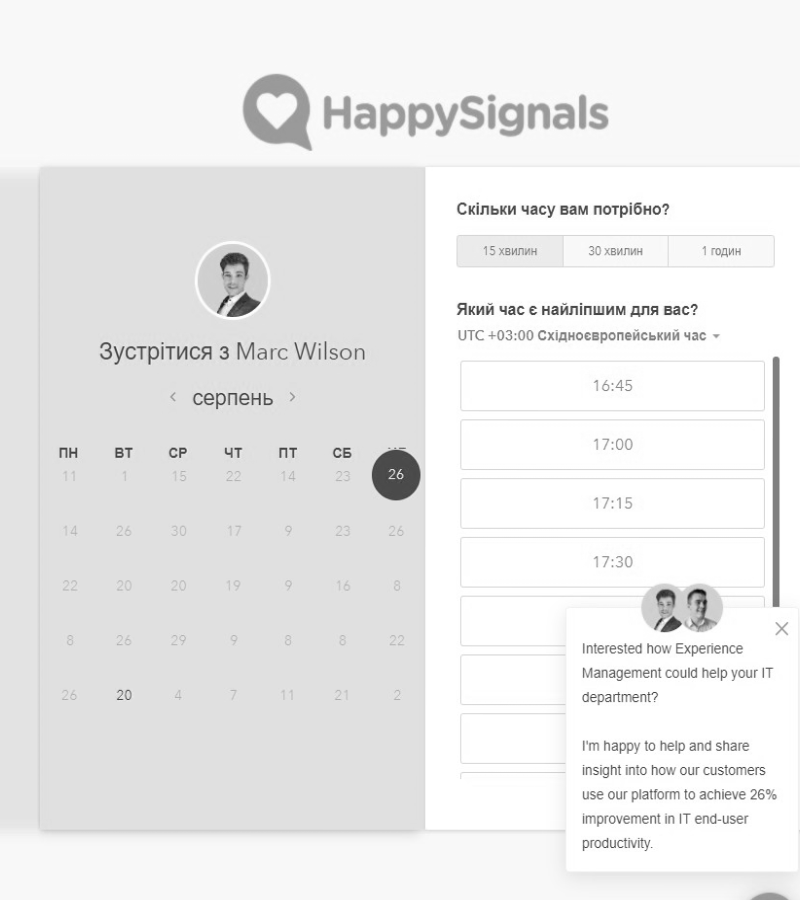 HappySignals
Зустрітися з Marc Wilson
серпень
ПН ВТ СР ЧТ ПТ СБ
11 1 15 22 14 23 26
14 26 30 17 9 23 26
22 20 20 19 9 16 8
8 26 29 9 8 8 22
26 20 4 7 11 21 2
Скільки часу вам потрібно?
15 хвилин 30 хвилин 1 годин
Який час є найліпшим для вас?
UTC +03:00 Східноєвропейський час
16:45
17:00
17:15
17:30
Interested how Experience
Management could help your IT
department?
I'm happy to help and share
insight into how our customers
use our platform to achieve 26%
improvement in IT end-user
productivity.